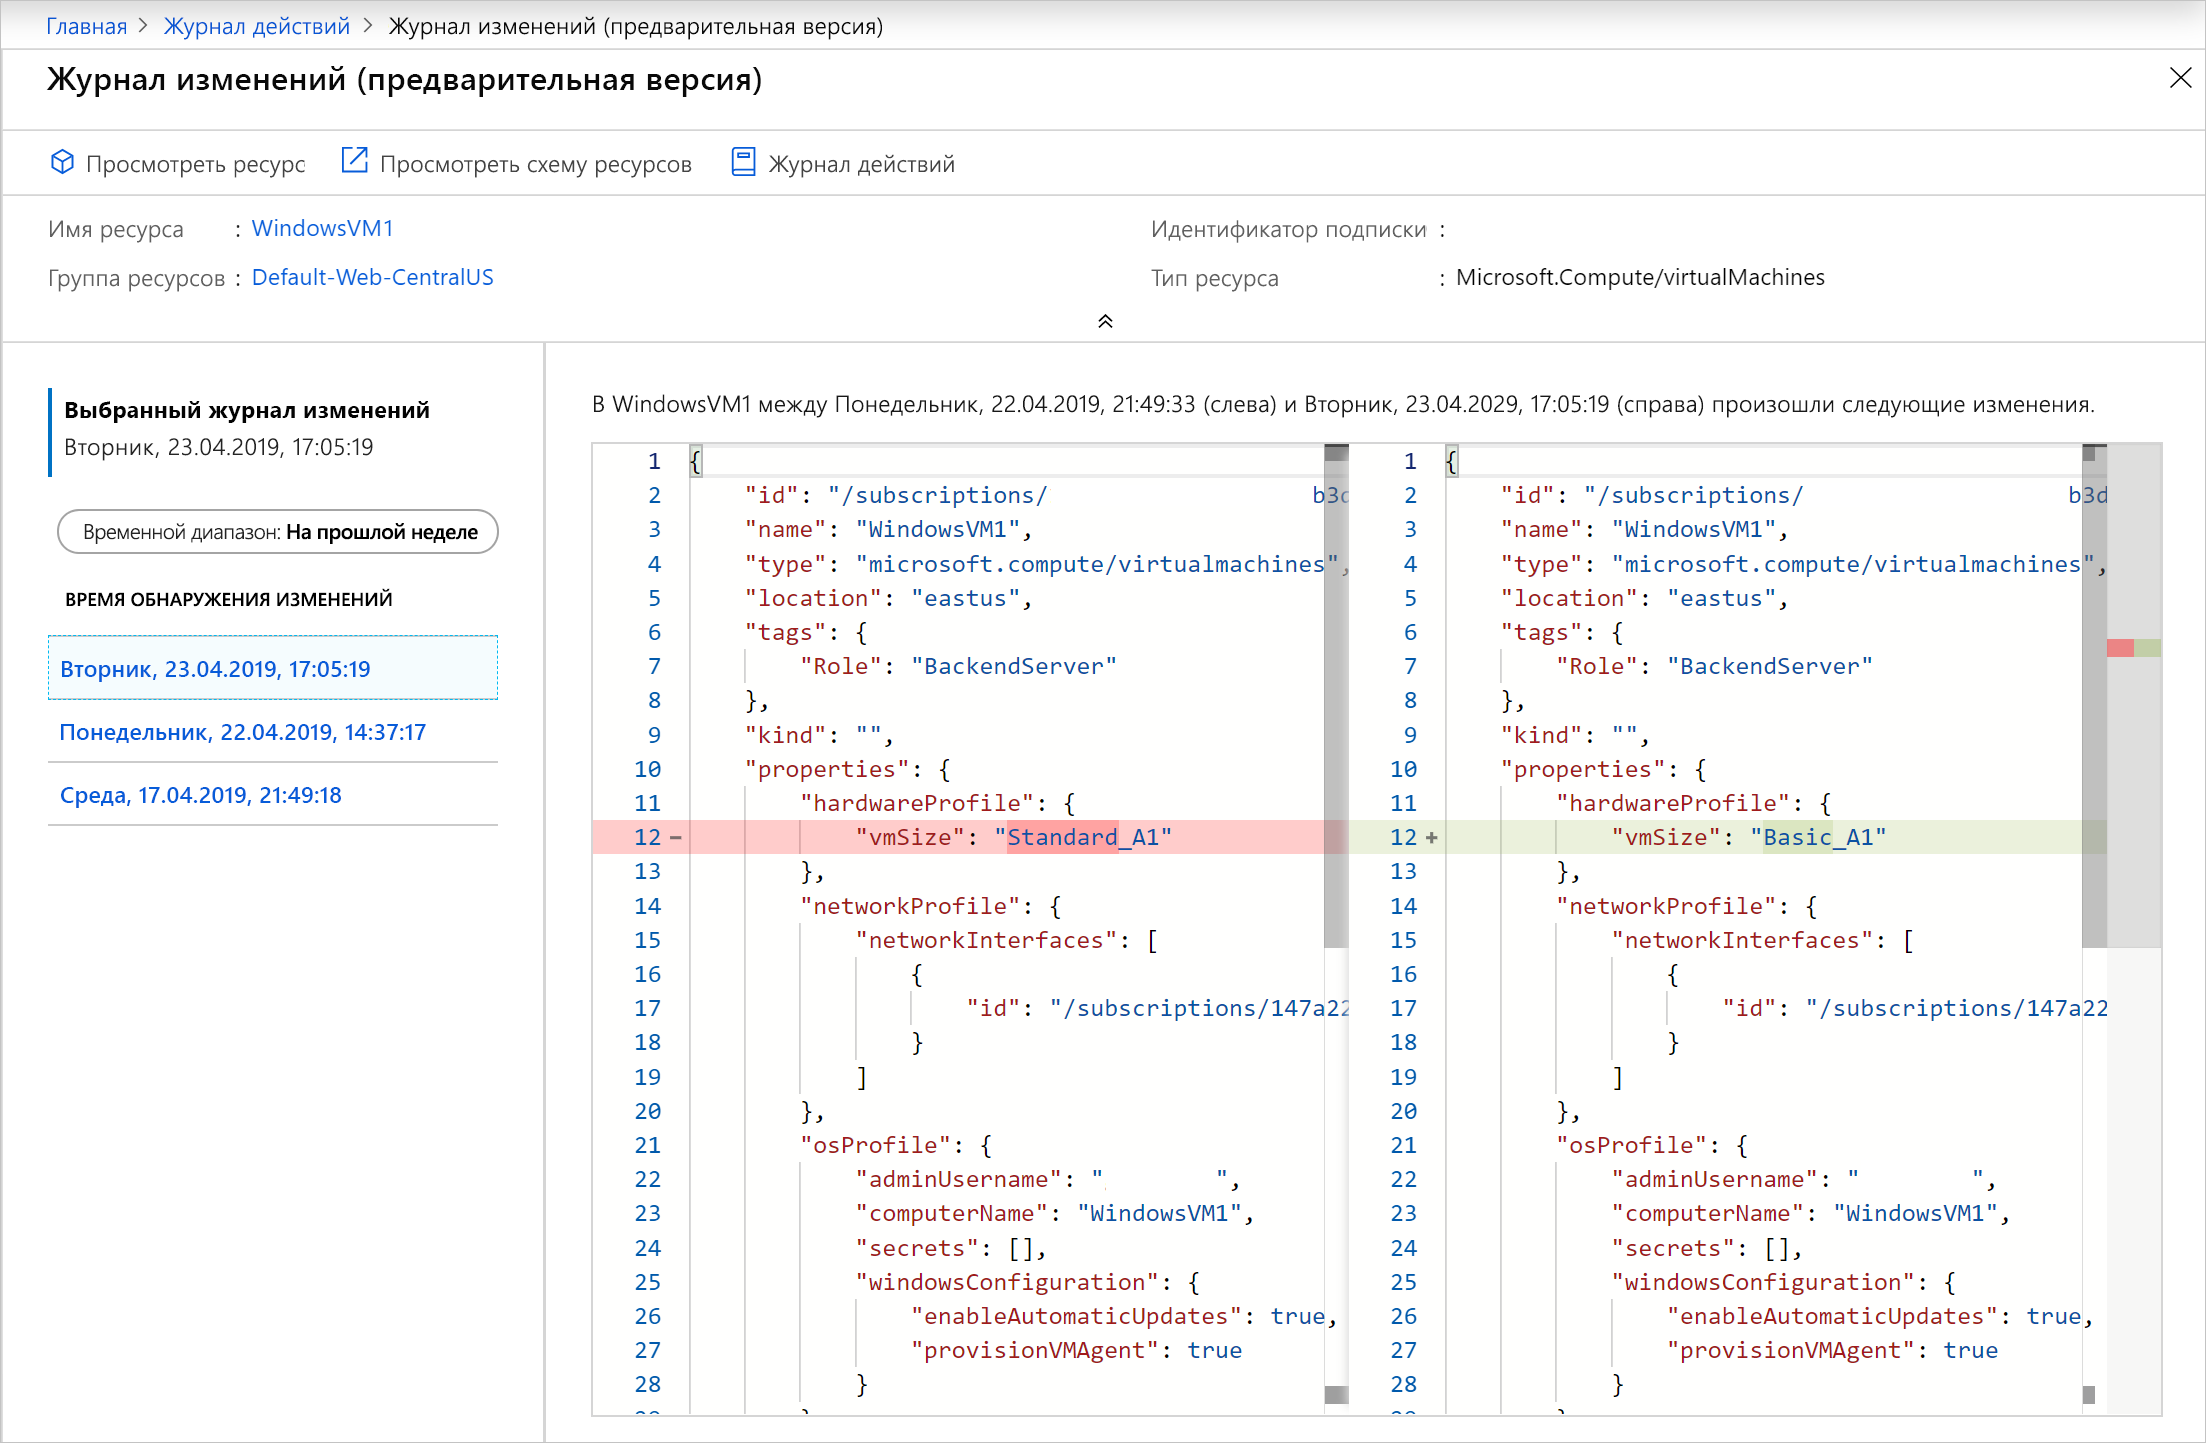 Главная > Журнал действий > Журнал изменений (предварительная версия)
Журнал изменений (предварительная версия)
Просмотреть ресурс Просмотреть схему ресурсов Журнал действий
Имя ресурса : WindowsVM1
Группа ресурсов : Default-Web-CentralUS
Идентификатор подписки :
Тип ресурса : Microsoft.Compute/virtualMachines
Выбранный журнал изменений
Вторник, 23.04.2019, 17:05:19
Временной диапазон: На прошлой неделе
ВРЕМЯ ОБНАРУЖЕНИЯ ИЗМЕНЕНИЙ
Вторник, 23.04.2019, 17:05:19
Понедельник, 22.04.2019, 14:37:17
Среда, 17.04.2019, 21:49:18
В WindowsVM1 между Понедельник, 22.04.2019, 21:49:33 (слева) и Вторник, 23.04.2029, 17:05:19 (справа) произошли следующие изменения.
1 {
2 "id": "/subscriptions/ b3d
3 "name": "WindowsVM1",
4 "type": "microsoft.compute/virtualmachines",
5 "location": "eastus",
6 "tags": {
7 "Role": "BackendServer"
8 },
9 "kind": "",
10 "properties": {
11 "hardwareProfile": {
12 − "vmSize": "Standard_A1"
13 },
14 "networkProfile": {
15 "networkInterfaces": [
16 {
17 "id": "/subscriptions/147a22
18 }
19 ]
20 },
21 "osProfile": {
22 "adminUsername": " ",
23 "computerName": "WindowsVM1",
24 "secrets": [],
25 "windowsConfiguration": {
26 "enableAutomaticUpdates": true,
27 "provisionVMAgent": true
28 }
1 {
2 "id": "/subscriptions/ b3d
3 "name": "WindowsVM1",
4 "type": "microsoft.compute/virtualmachines",
5 "location": "eastus",
6 "tags": {
7 "Role": "BackendServer"
8 },
9 "kind": "",
10 "properties": {
11 "hardwareProfile": {
12 + "vmSize": "Basic_A1"
13 },
14 "networkProfile": {
15 "networkInterfaces": [
16 {
17 "id": "/subscriptions/147a22
18 }
19 ]
20 },
21 "osProfile": {
22 "adminUsername": " ",
23 "computerName": "WindowsVM1",
24 "secrets": [],
25 "windowsConfiguration": {
26 "enableAutomaticUpdates": true,
27 "provisionVMAgent": true
28 }